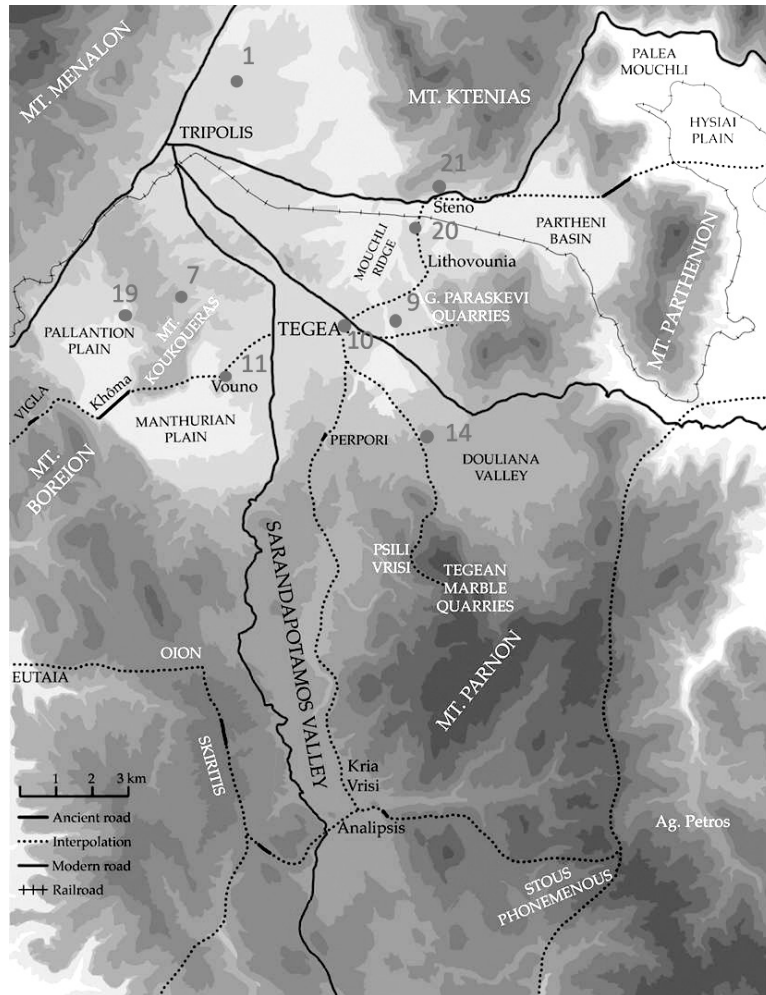 MT. MENALON
1
MT. KTENIAS
PALEA
MOUCHLI
HYSIAI
PLAIN
TRIPOLIS
21
Steno
20
PARTHENI
BASIN
MOUCHLI
RIDGE
Lithovounia
MT. PARTHENION
19
7
9
G. PARASKEVI
QUARRIES
PALLANTION
PLAIN
MT.
KOUKOUERAS
TEGEA
10
11
Vouno
VIGLA
Khôma
MANTHURIAN
PLAIN
MT.
BOREION
PERPORI
14
DOULIANA
VALLEY
SARANDAPOTAMOS VALLEY
PSILI
VRISI
TEGEAN
MARBLE
QUARRIES
OION
EUTAIA
MT. PARNON
SKIRITIS
Kria
Vrisi
1 2 3 km
Ancient road
Interpolation
Modern road
Railroad
Analipsis
Ag. Petros
STOUS
PHONEMENOUS